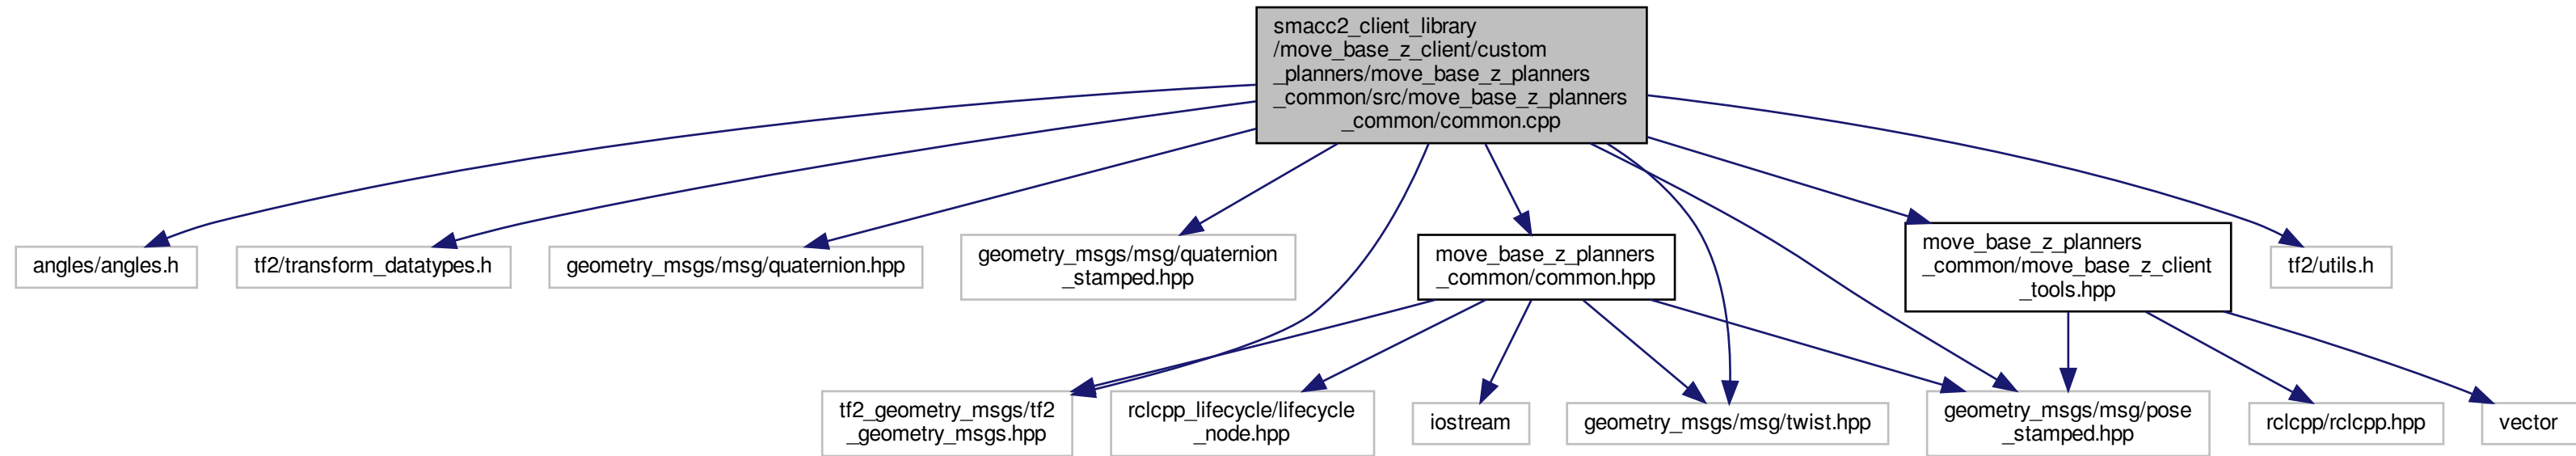 smacc2_client_library
/move_base_z_client/custom
_planners/move_base_z_planners
_common/src/move_base_z_planners
_common/common.cpp
angles/angles.h
tf2/transform_datatypes.h
geometry_msgs/msg/quaternion.hpp
geometry_msgs/msg/quaternion
_stamped.hpp
move_base_z_planners
_common/common.hpp
move_base_z_planners
_common/move_base_z_client
_tools.hpp
tf2/utils.h
tf2_geometry_msgs/tf2
_geometry_msgs.hpp
rclcpp_lifecycle/lifecycle
_node.hpp
iostream
geometry_msgs/msg/twist.hpp
geometry_msgs/msg/pose
_stamped.hpp
rclcpp/rclcpp.hpp
vector